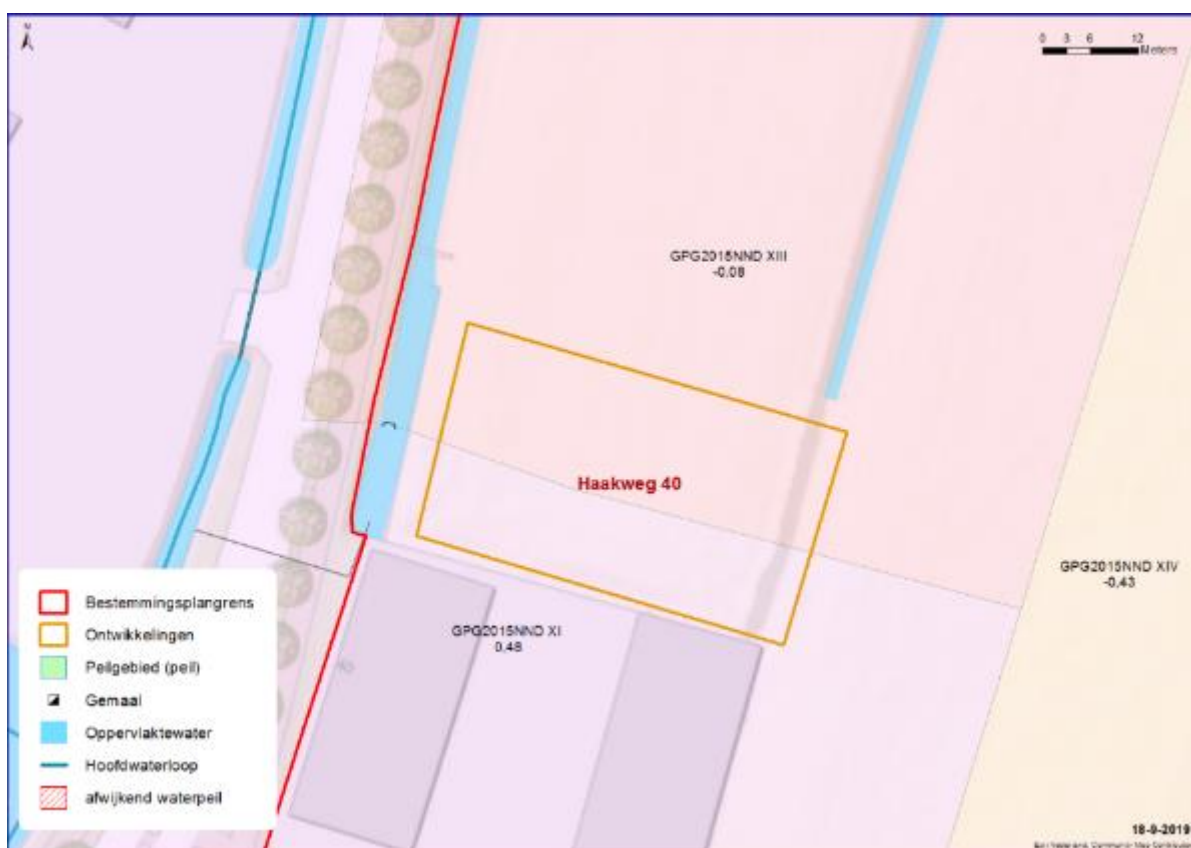 N
0 3 6 12
Meters
GPG2015NND XIII
-0,08
Haakweg 40
GPG2015NND XIV
-0,43
GPG2015NND XI
0,48
Bestemmingsplangrens
Ontwikkelingen
Peilgebied (peil)
Gemaal
Oppervlaktewater
Hoofdwaterloop
afwijkend waterpeil
18-9-2019